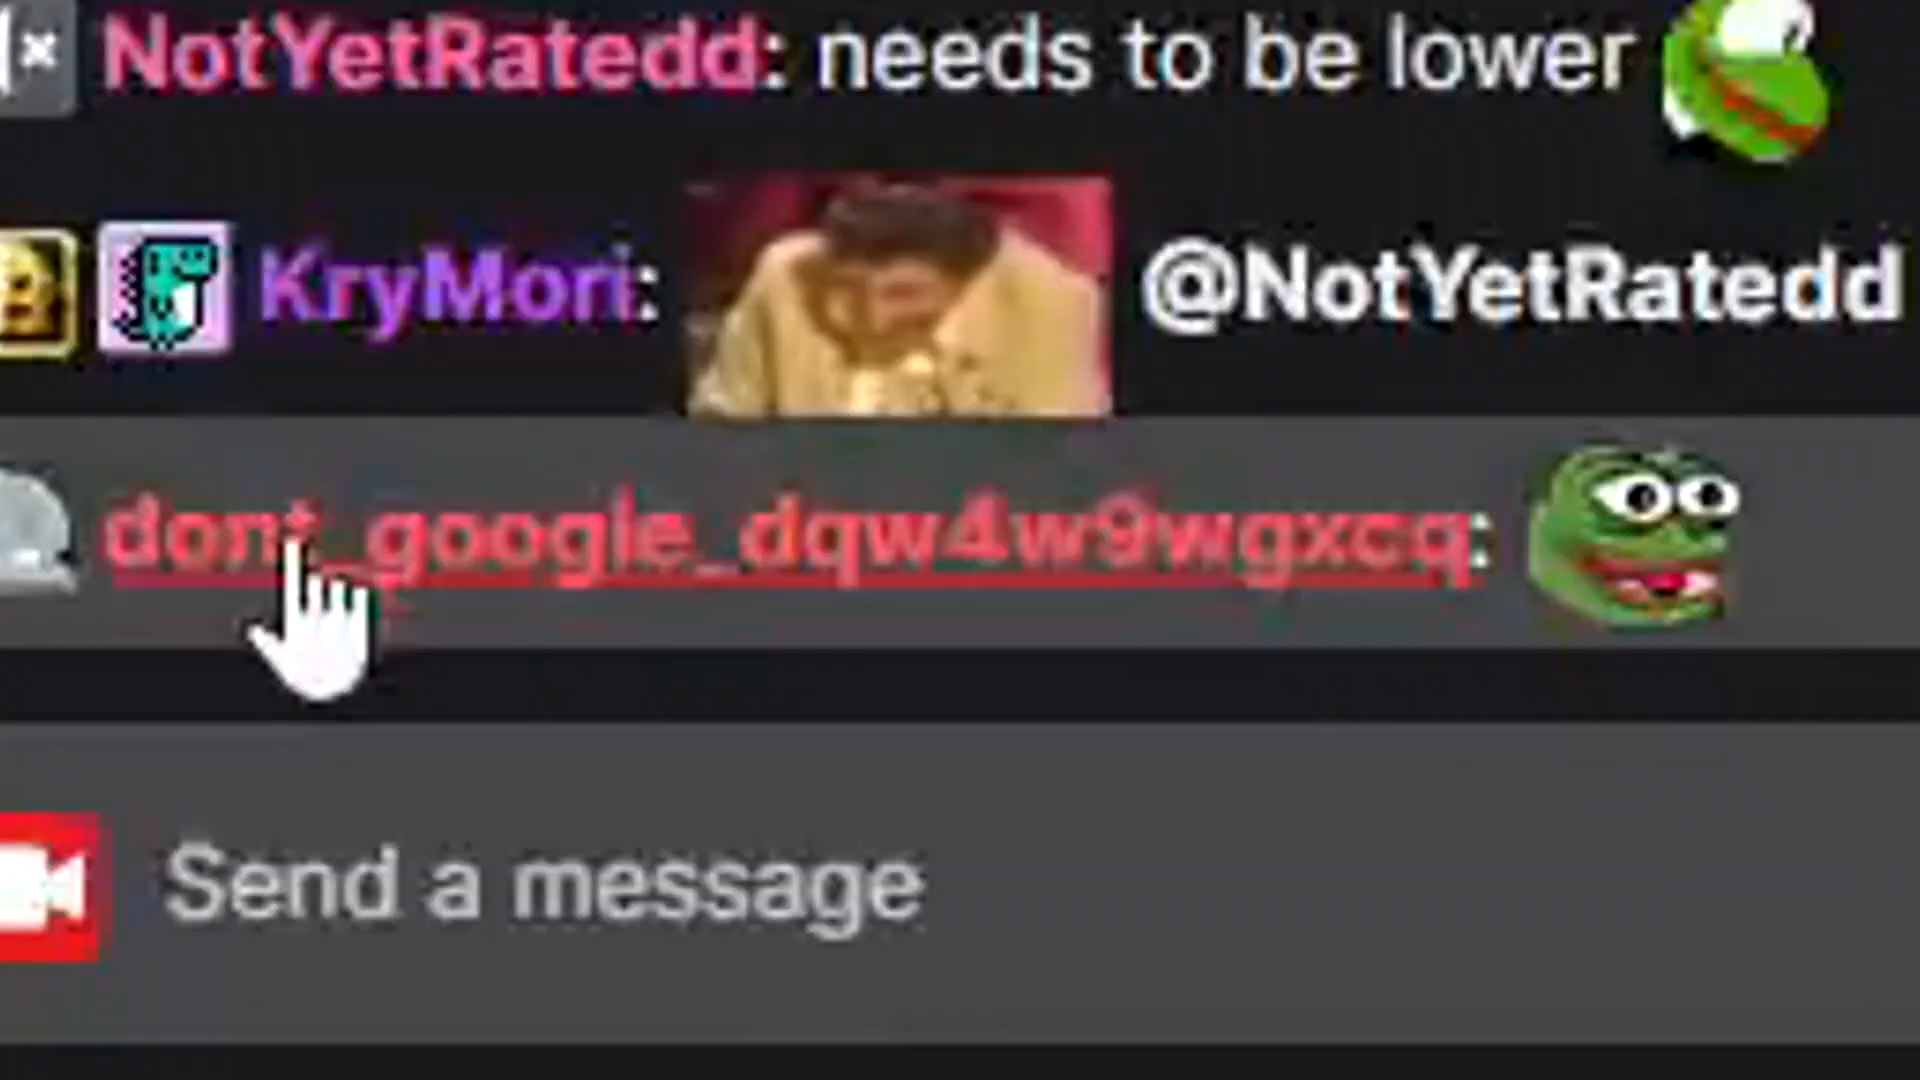 NotYetRatedd: needs to be lower
KryMori: @NotYetRatedd
dont_google_dqw4w9wgxcq:
Send a message